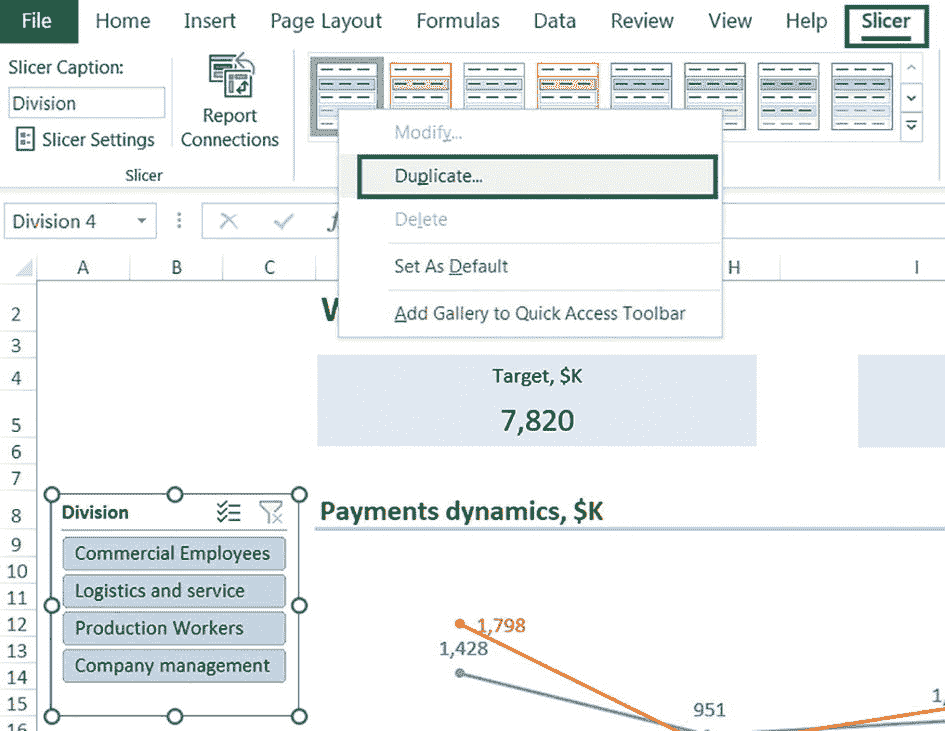 File Home Insert Page Layout Formulas Data Review View Help Slicer
Slicer Caption:
Division
Slicer Settings
Report
Connections
Slicer
Modify...
Duplicate...
Delete
Set As Default
Add Gallery to Quick Access Toolbar
Division 4
A B C H I
2
3
4
5
6
7
8
9
10
11
12
13
14
15
16
Target, $K
7,820
Division
Commercial Employees
Logistics and service
Production Workers
Company management
Payments dynamics, $K
1,798
1,428
951